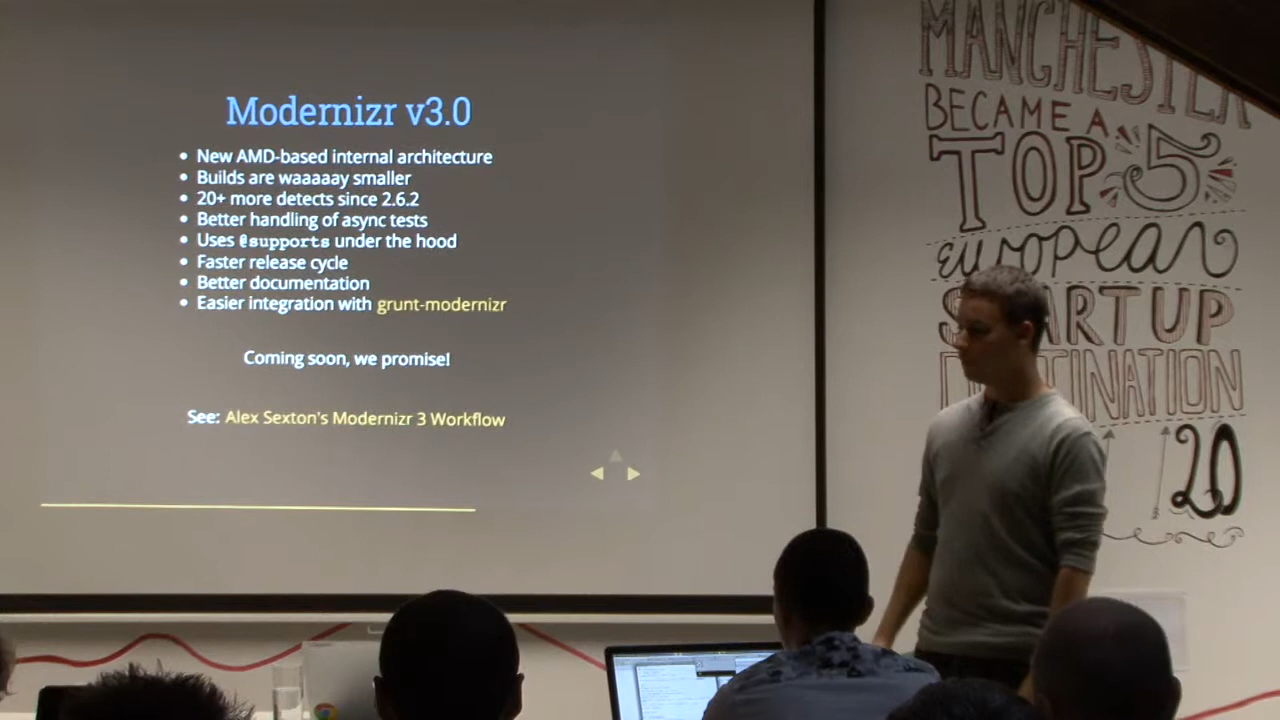 Modernizr v3.0
• New AMD-based internal architecture
• Builds are waaaaay smaller
• 20+ more detects since 2.6.2
• Better handling of async tests
• Uses @supports under the hood
• Faster release cycle
• Better documentation
• Easier integration with grunt-modernizr
Coming soon, we promise!
See: Alex Sexton's Modernizr 3 Workflow
MANCHESTER
BECAME A
TOP 5
european
STARTUP
DESTINATION
20